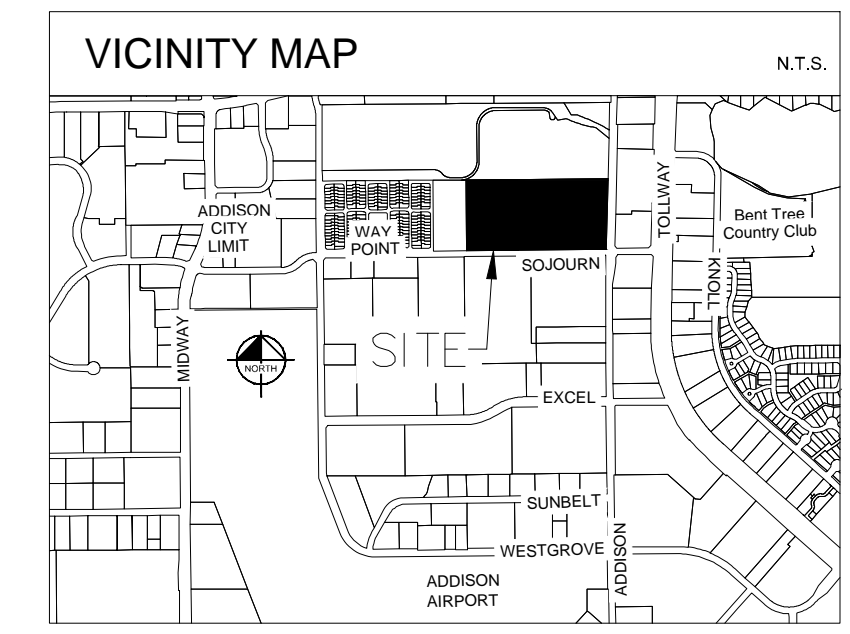 VICINITY MAP
N.T.S.
TOLLWAY
ADDISON
CITY
LIMIT
WAY
POINT
Bent Tree
Country Club
SOJOURN
KNOLL
MIDWAY
NORTH
SITE
EXCEL
SUNBELT
WESTGROVE
ADDISON
ADDISON
AIRPORT